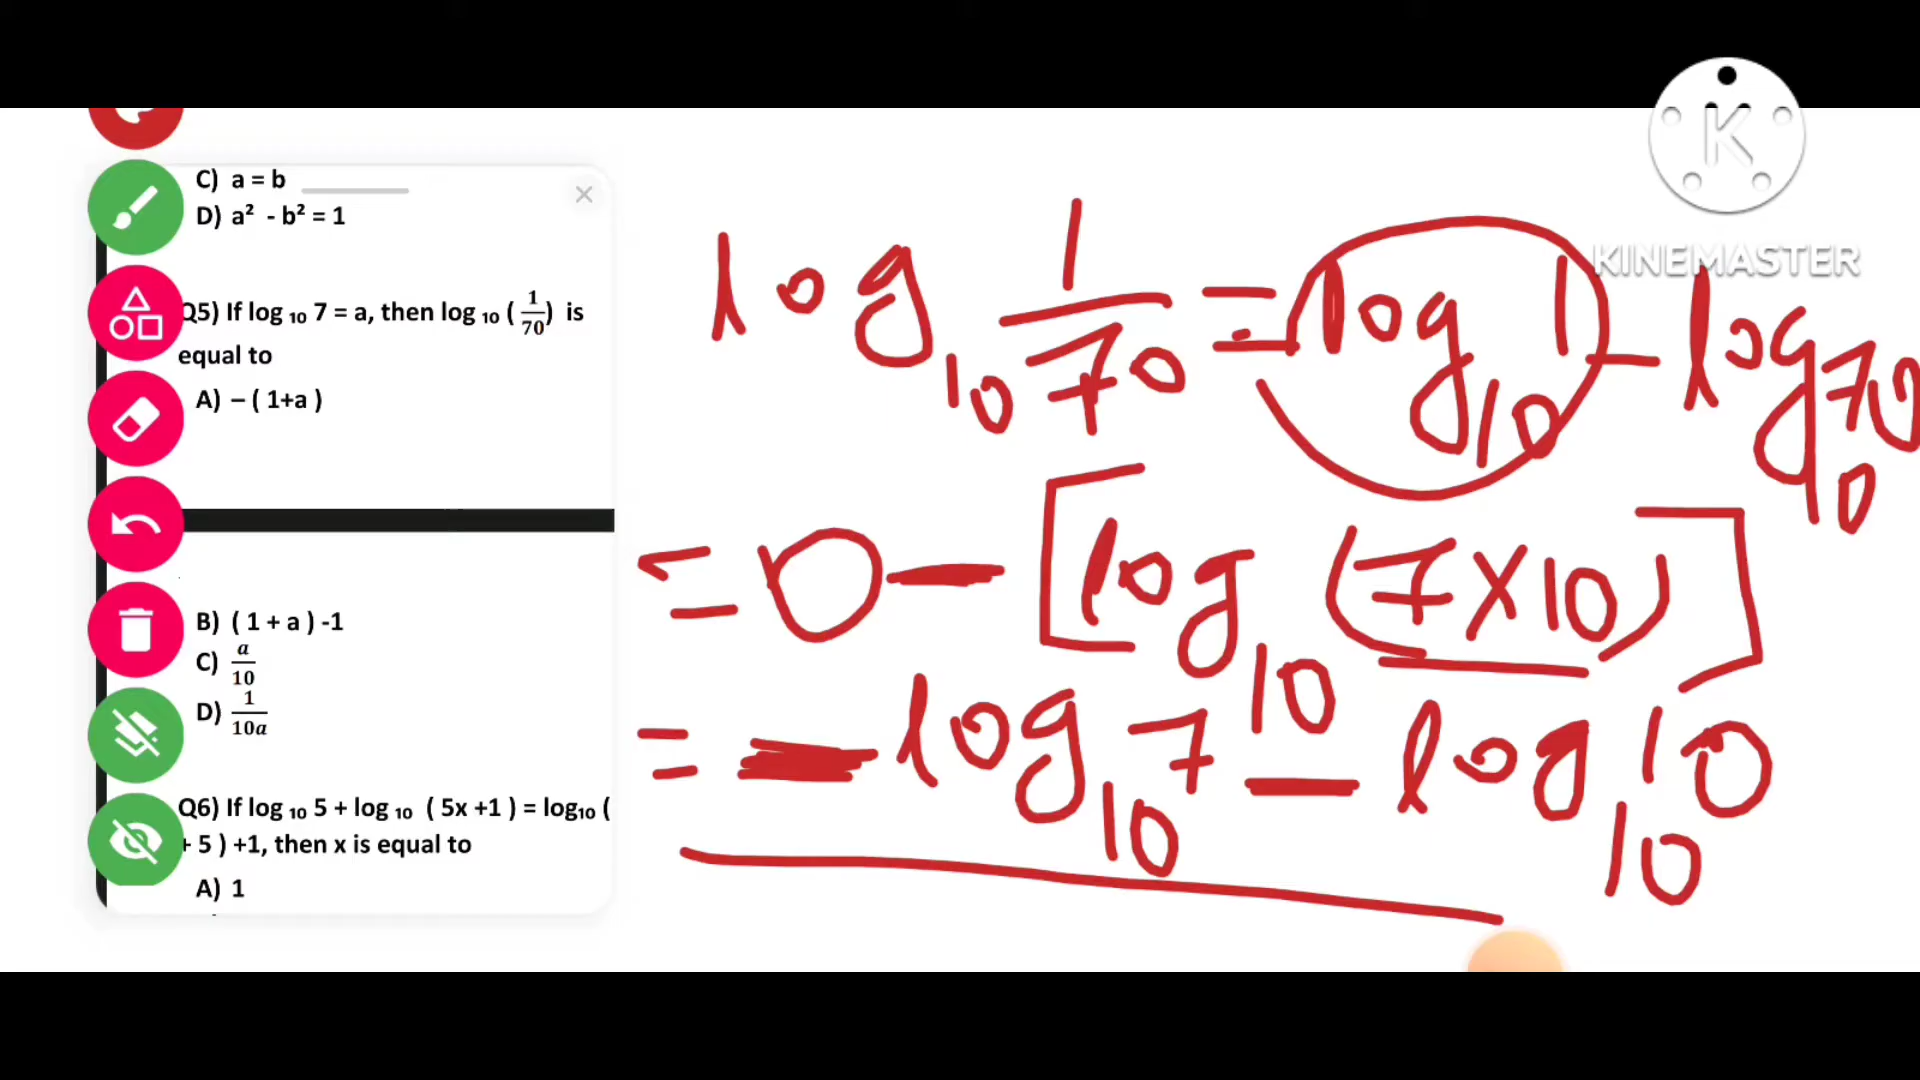 C) a = b
D) a² - b² = 1
Q5) If log ₁₀ 7 = a, then log ₁₀ ( 1/70 ) is
equal to
A) – ( 1+a )
B) ( 1 + a ) -1
C) a/10
D) 1/10a
Q6) If log ₁₀ 5 + log ₁₀ ( 5x +1 ) = log₁₀ (
+ 5 ) +1, then x is equal to
A) 1
K
KINEMASTER
log₁₀ 1/70 = log₁₀ 1 - log 70
0
= 0 - [log₁₀ (7 X 10)]
= - log₁₀ 7 - log₁₀ 10